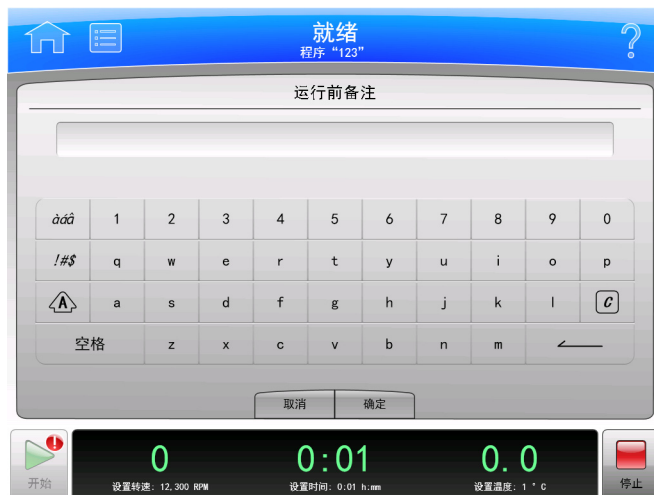 就绪
程序“123”
?
运行前备注
àáâ 1 2 3 4 5 6 7 8 9 0
!#$ q w e r t y u i o p
A a s d f g h j k l C
空格 z x c v b n m
取消 确定
! 0 0:01 0.0
开始 设置转速: 12,300 RPM 设置时间: 0:01 h:mm 设置温度: 1 ° C 停止